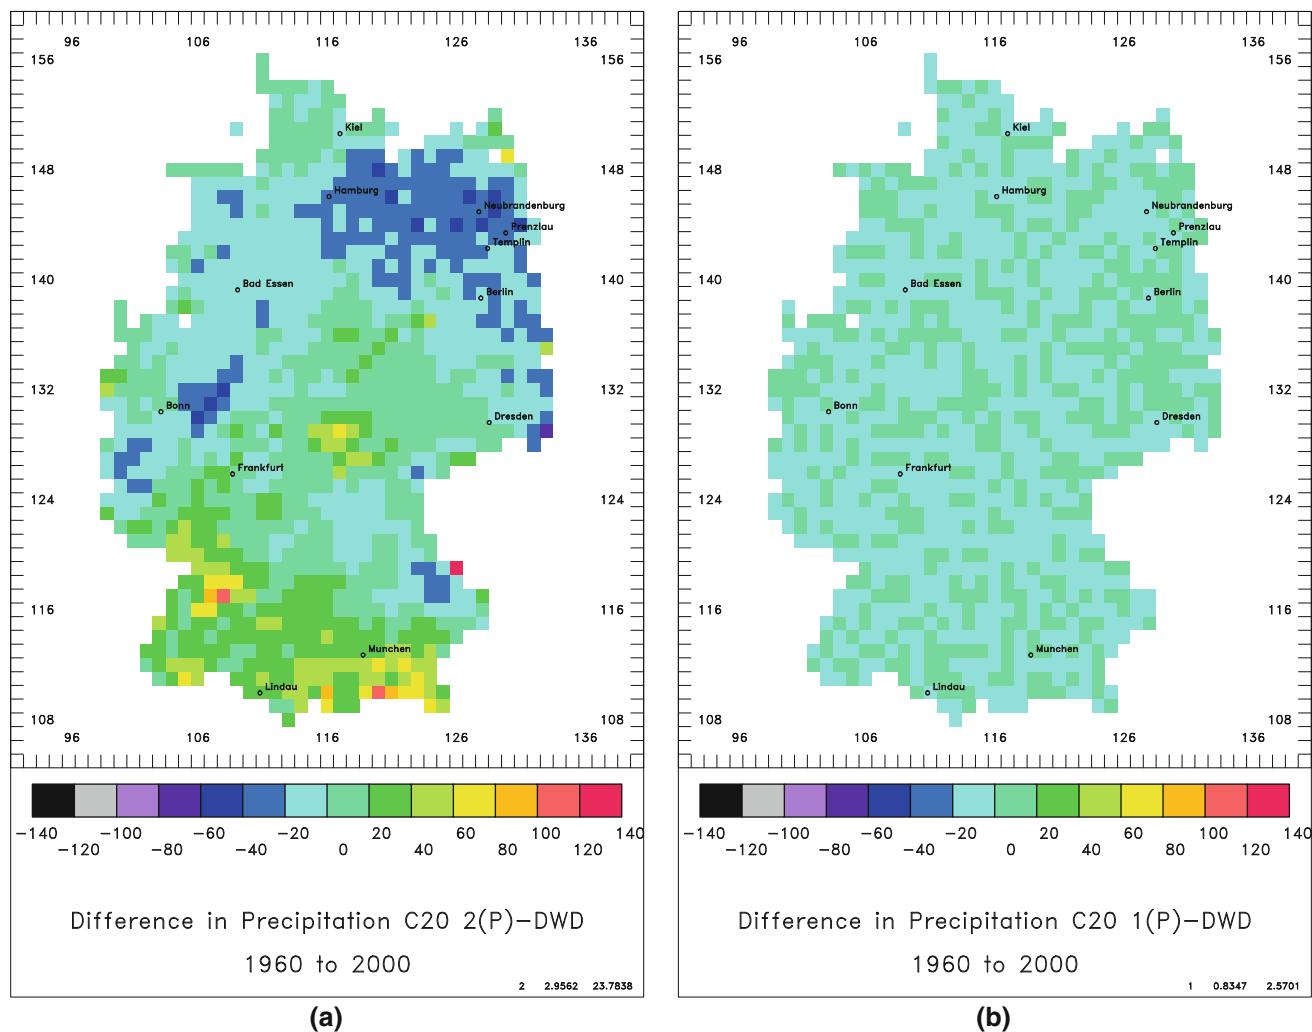 96 106 116 126 136
156 156
Kiel
148 148
Hamburg
Neubrandenburg
Prenzlau
Templin
140 140
Bad Essen
Berlin
132 132
Bonn
Dresden
Frankfurt
124 124
116 116
Munchen
Lindau
108 108
96 106 116 126 136
−140 −100 −60 −20 20 60 100 140
−120 −80 −40 0 40 80 120
Difference in Precipitation C20 2(P)−DWD
1960 to 2000
2 2.9562 23.7838
(a)
96 106 116 126 136
156 156
Kiel
148 148
Hamburg
Neubrandenburg
Prenzlau
Templin
140 140
Bad Essen
Berlin
132 132
Bonn
Dresden
Frankfurt
124 124
116 116
Munchen
Lindau
108 108
96 106 116 126 136
−140 −100 −60 −20 20 60 100 140
−120 −80 −40 0 40 80 120
Difference in Precipitation C20 1(P)−DWD
1960 to 2000
1 0.8347 2.5701
(b)